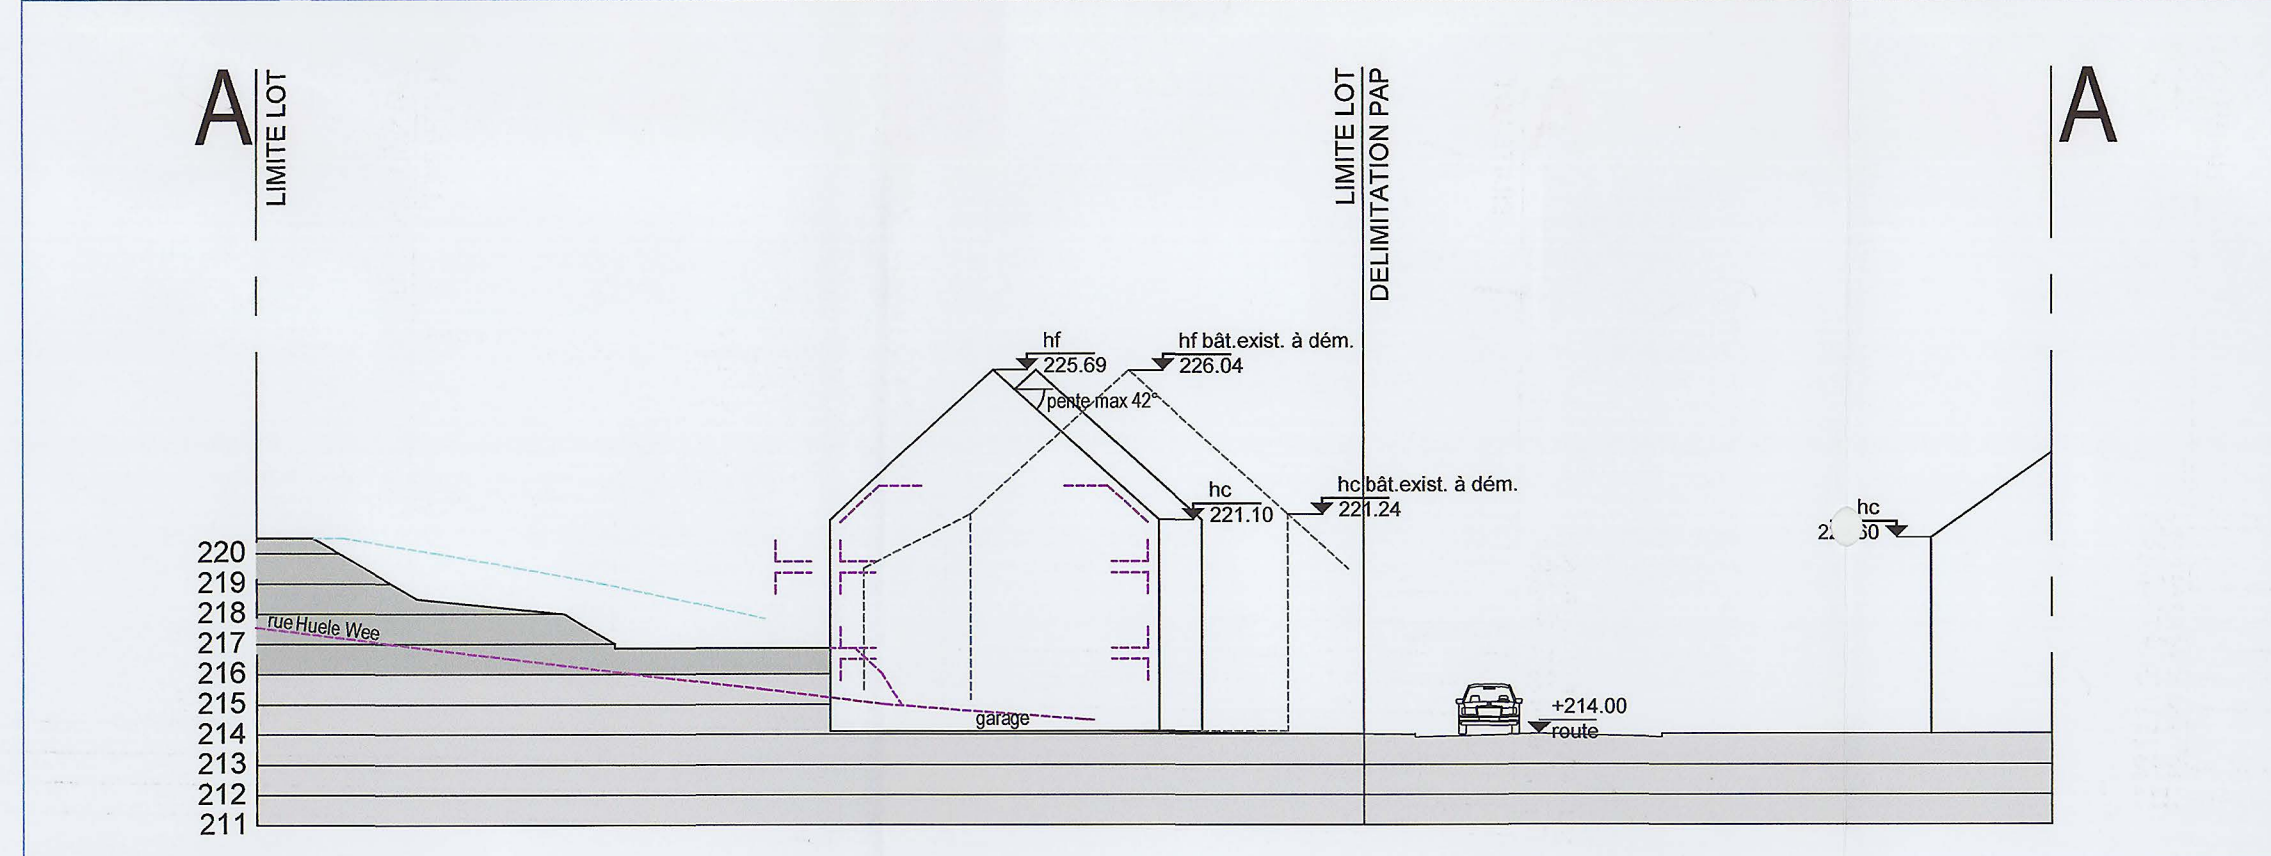 A
LIMITE LOT
LIMITE LOT
DELIMITATION PAP
A
hf
225.69
hf bât.exist. à dém.
226.04
pente max 42°
hc
221.10
hc bât.exist. à dém.
221.24
hc
220
219
218
217
216
215
214
213
212
211
rue Huele Wee
garage
+214.00
route